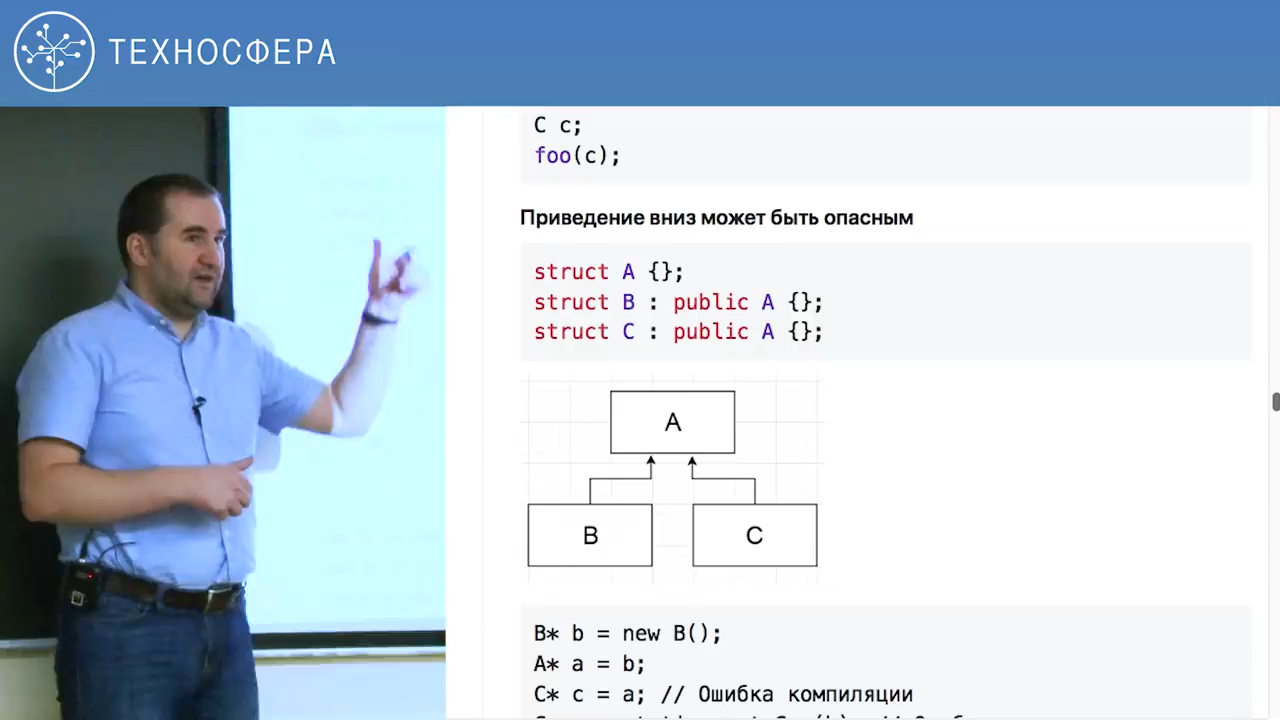 ТЕХНОСФЕРА
C c;
foo(c);
Приведение вниз может быть опасным
struct A {};
struct B : public A {};
struct C : public A {};
A
B
C
B* b = new B();
A* a = b;
C* c = a; // Ошибка компиляции